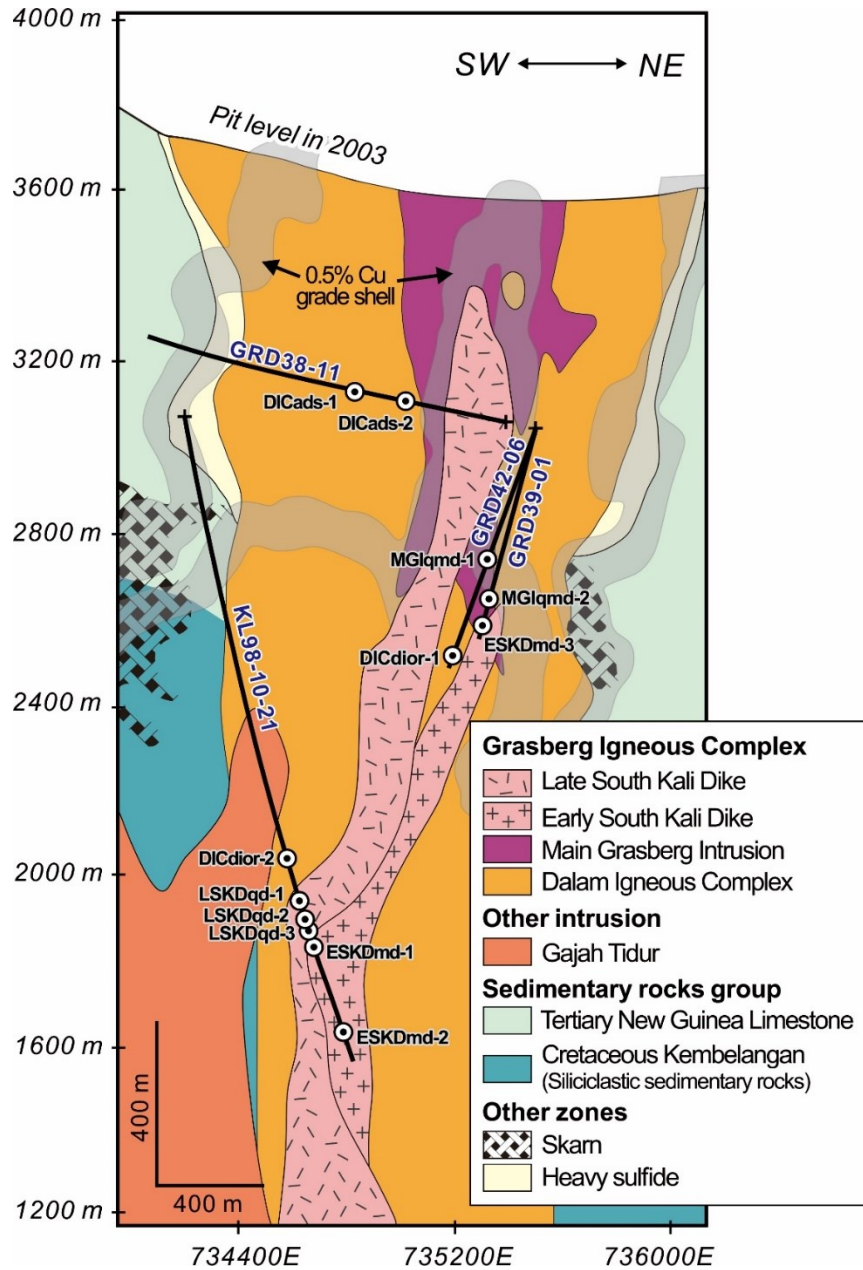 4000 m
SW
NE
Pit level in 2003
3600 m
0.5% Cu
grade shell
3200 m
GRD38-11
DICads-1
DICads-2
GRD42-06
GRD39-01
2800 m
MGIqmd-1
MGIqmd-2
ESKDmd-3
DICdior-1
KL98-10-21
2400 m
2000 m
DICdior-2
LSKDqd-1
LSKDqd-2
LSKDqd-3
ESKDmd-1
ESKDmd-2
1600 m
400 m
400 m
1200 m
734400E
735200E
736000E
Grasberg Igneous Complex
Late South Kali Dike
Early South Kali Dike
Main Grasberg Intrusion
Dalam Igneous Complex
Other intrusion
Gajah Tidur
Sedimentary rocks group
Tertiary New Guinea Limestone
Cretaceous Kembelangan
(Siliciclastic sedimentary rocks)
Other zones
Skarn
Heavy sulfide